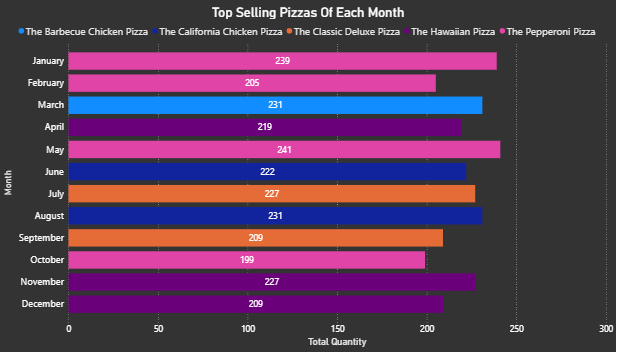 Top Selling Pizzas Of Each Month
The Barbecue Chicken Pizza The California Chicken Pizza The Classic Deluxe Pizza The Hawaiian Pizza The Pepperoni Pizza
January 239
February 205
March 231
April 219
May 241
Month
June 222
July 227
August 231
September 209
October 199
November 227
December 209
0 50 100 150 200 250 300
Total Quantity